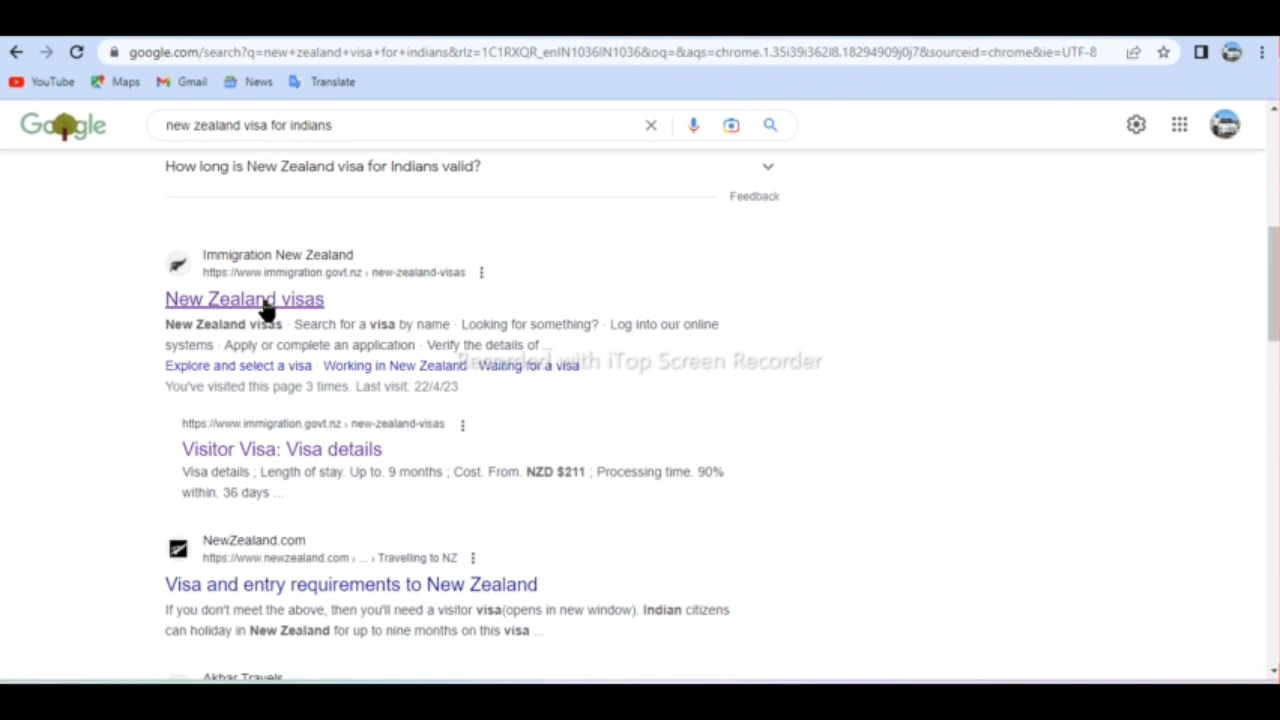 google.com/search?q=new+zealand+visa+for+indians&rlz=1C1RXQR_enIN1036IN1036&oq=&aqs=chrome.1.35i39i362l8.18294909j0j7&sourceid=chrome&ie=UTF-8
YouTube Maps Gmail News Translate
Google new zealand visa for indians
How long is New Zealand visa for Indians valid?
Feedback
Immigration New Zealand
https://www.immigration.govt.nz › new-zealand-visas
New Zealand visas
New Zealand visas · Search for a visa by name · Looking for something? · Log into our online
systems · Apply or complete an application · Verify the details of ...
Recorded with iTop Screen Recorder
Explore and select a visa · Working in New Zealand · Waiting for a visa
You've visited this page 3 times. Last visit: 22/4/23
https://www.immigration.govt.nz › new-zealand-visas
Visitor Visa: Visa details
Visa details ; Length of stay. Up to. 9 months ; Cost. From. NZD $211 ; Processing time. 90%
within. 36 days ...
NewZealand.com
https://www.newzealand.com › ... › Travelling to NZ
Visa and entry requirements to New Zealand
If you don't meet the above, then you'll need a visitor visa(opens in new window). Indian citizens
can holiday in New Zealand for up to nine months on this visa ...
Akbar Travels